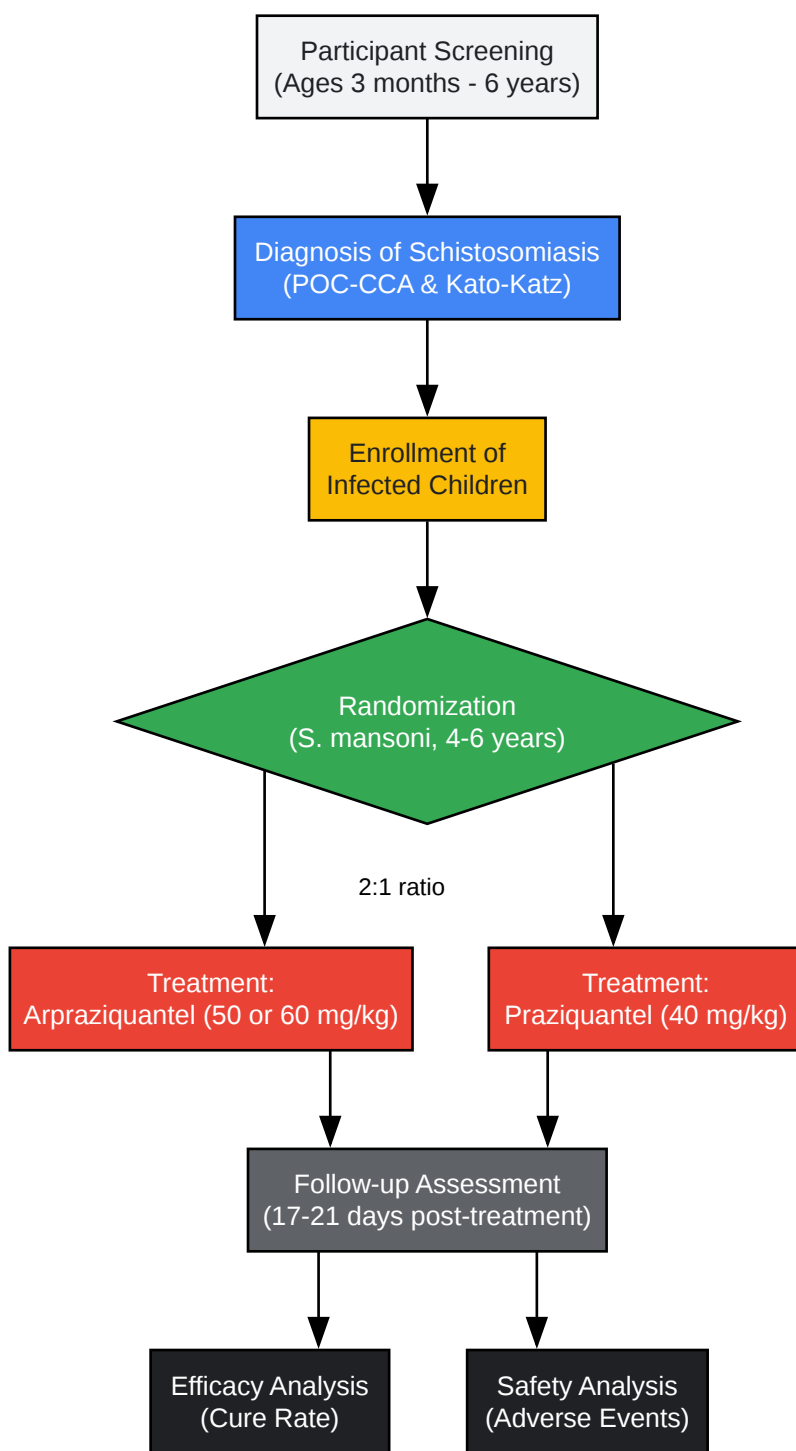 Participant Screening
(Ages 3 months - 6 years)
Diagnosis of Schistosomiasis
(POC-CCA & Kato-Katz)
Enrollment of
Infected Children
Randomization
(S. mansoni, 4-6 years)
2:1 ratio
Treatment:
Arpraziquantel (50 or 60 mg/kg)
Treatment:
Praziquantel (40 mg/kg)
Follow-up Assessment
(17-21 days post-treatment)
Efficacy Analysis
(Cure Rate)
Safety Analysis
(Adverse Events)